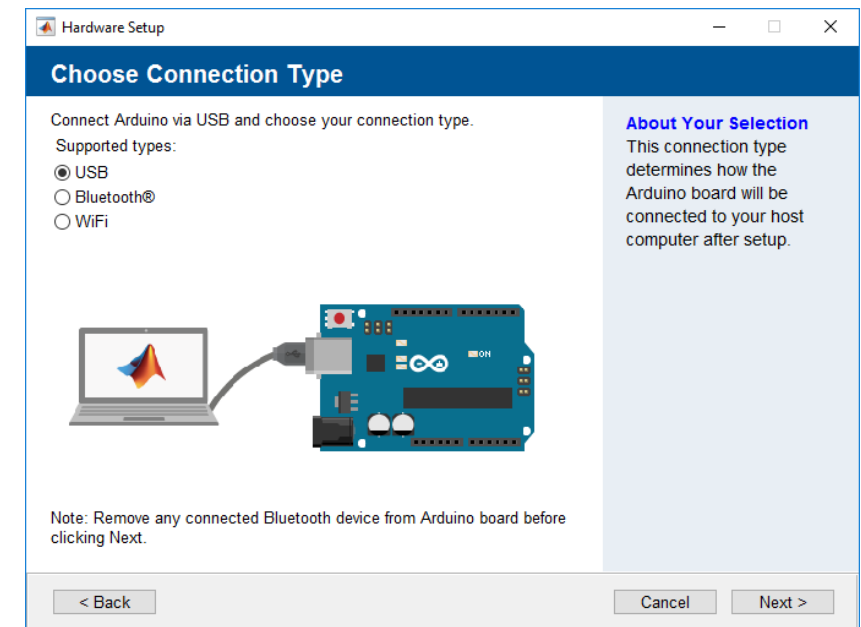 Hardware Setup
Choose Connection Type
Connect Arduino via USB and choose your connection type.
Supported types:
USB
Bluetooth®
WiFi
ON
Note: Remove any connected Bluetooth device from Arduino board before
clicking Next.
About Your Selection
This connection type
determines how the
Arduino board will be
connected to your host
computer after setup.
< Back
Cancel
Next >